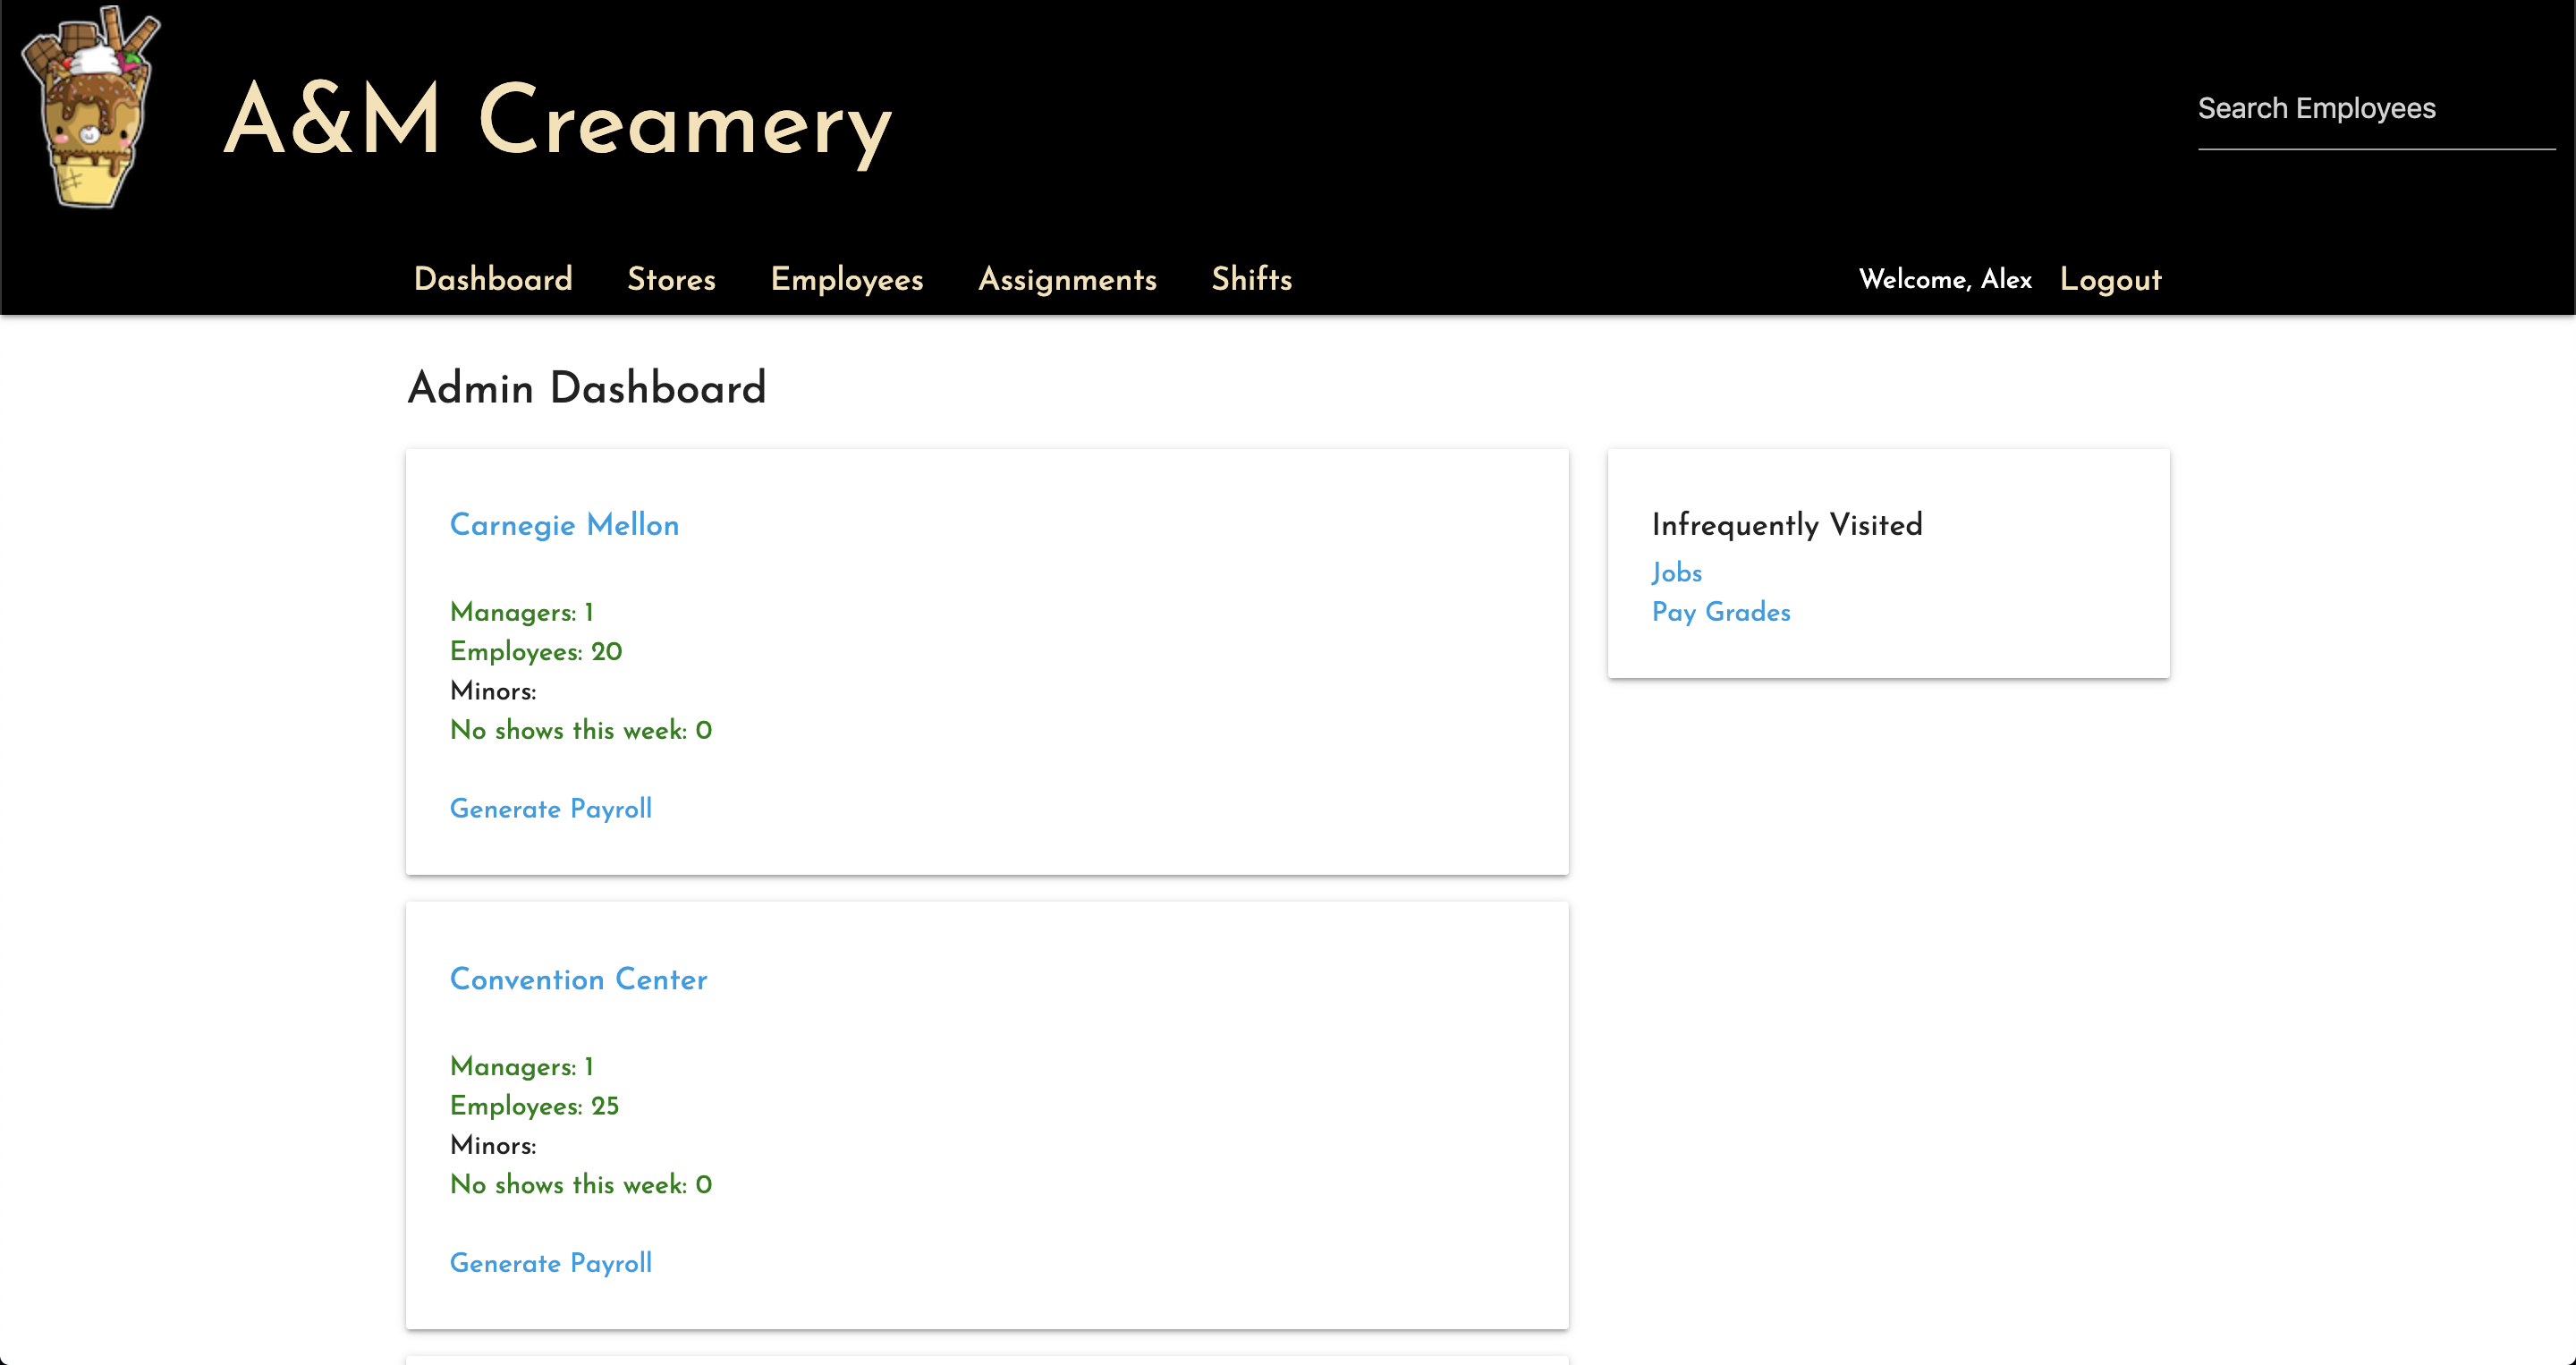 A&M Creamery
Search Employees
Dashboard Stores Employees Assignments Shifts Welcome, Alex Logout
Admin Dashboard
Carnegie Mellon
Managers: 1
Employees: 20
Minors:
No shows this week: 0
Generate Payroll
Infrequently Visited
Jobs
Pay Grades
Convention Center
Managers: 1
Employees: 25
Minors:
No shows this week: 0
Generate Payroll